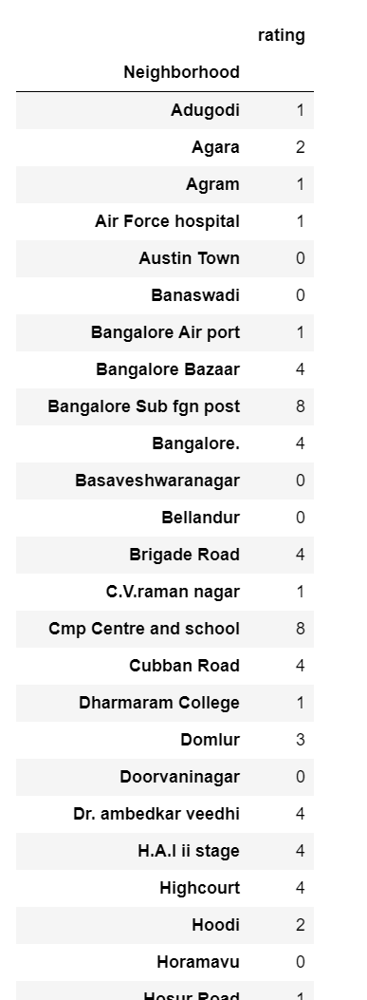 rating
Neighborhood
Adugodi 1
Agara 2
Agram 1
Air Force hospital 1
Austin Town 0
Banaswadi 0
Bangalore Air port 1
Bangalore Bazaar 4
Bangalore Sub fgn post 8
Bangalore. 4
Basaveshwaranagar 0
Bellandur 0
Brigade Road 4
C.V.raman nagar 1
Cmp Centre and school 8
Cubban Road 4
Dharmaram College 1
Domlur 3
Doorvaninagar 0
Dr. ambedkar veedhi 4
H.A.l ii stage 4
Highcourt 4
Hoodi 2
Horamavu 0
Hosur Road 1